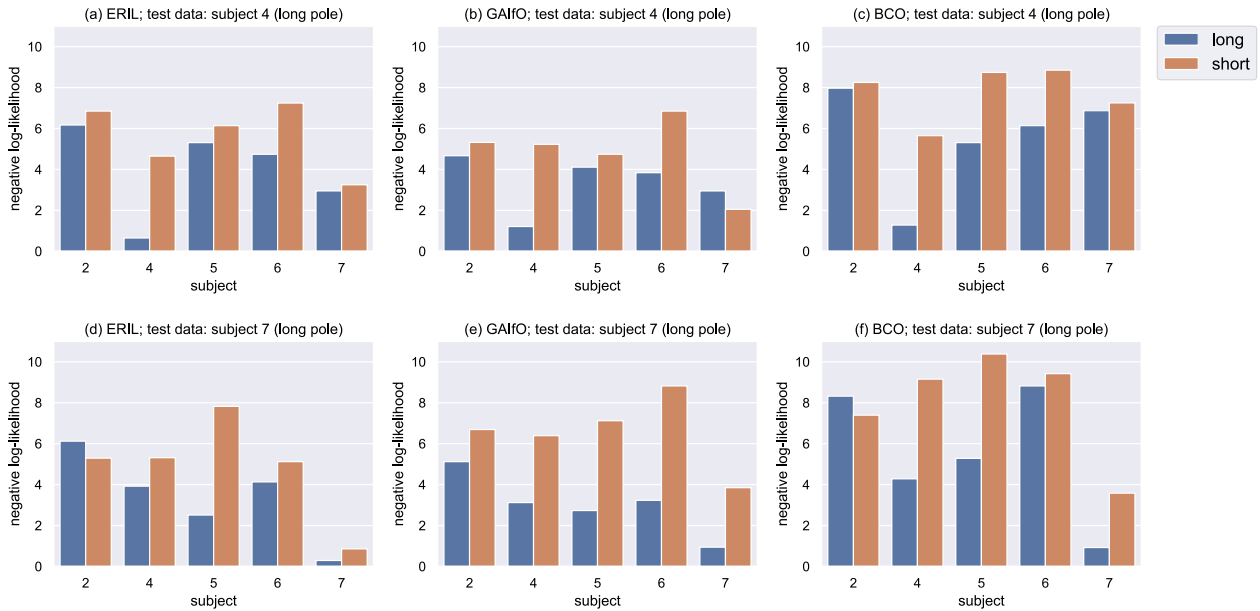 (a) ERIL; test data: subject 4 (long pole)
negative log-likelihood
10
8
6
4
2
0
2 4 5 6 7
subject
(b) GAIfO; test data: subject 4 (long pole)
negative log-likelihood
10
8
6
4
2
0
2 4 5 6 7
subject
(c) BCO; test data: subject 4 (long pole)
negative log-likelihood
10
8
6
4
2
0
2 4 5 6 7
subject
long
short
(d) ERIL; test data: subject 7 (long pole)
negative log-likelihood
10
8
6
4
2
0
2 4 5 6 7
subject
(e) GAIfO; test data: subject 7 (long pole)
negative log-likelihood
10
8
6
4
2
0
2 4 5 6 7
subject
(f) BCO; test data: subject 7 (long pole)
negative log-likelihood
10
8
6
4
2
0
2 4 5 6 7
subject